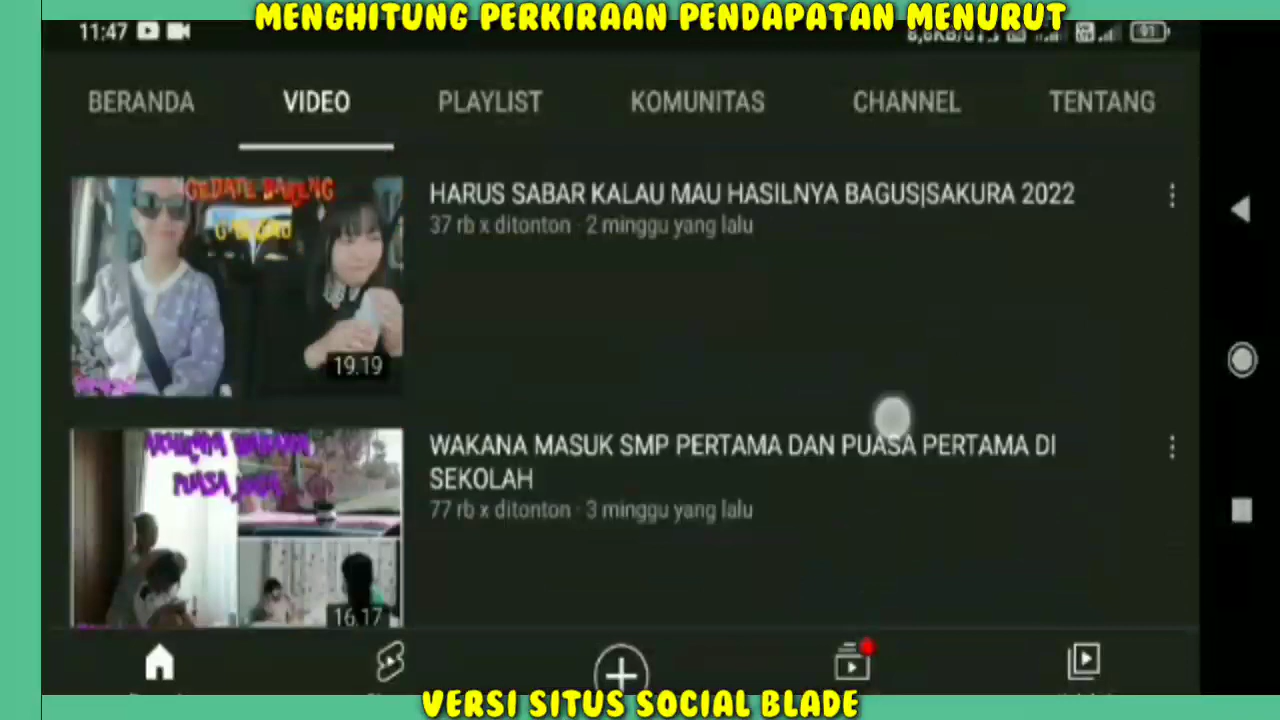 MENGHITUNG PERKIRAAN PENDAPATAN MENURUT
11:47
91
BERANDA VIDEO PLAYLIST KOMUNITAS CHANNEL TENTANG
HARUS SABAR KALAU MAU HASILNYA BAGUS|SAKURA 2022
37 rb x ditonton · 2 minggu yang lalu
19.19
WAKANA MASUK SMP PERTAMA DAN PUASA PERTAMA DI
SEKOLAH
77 rb x ditonton · 3 minggu yang lalu
16.17
VERSI SITUS SOCIAL BLADE